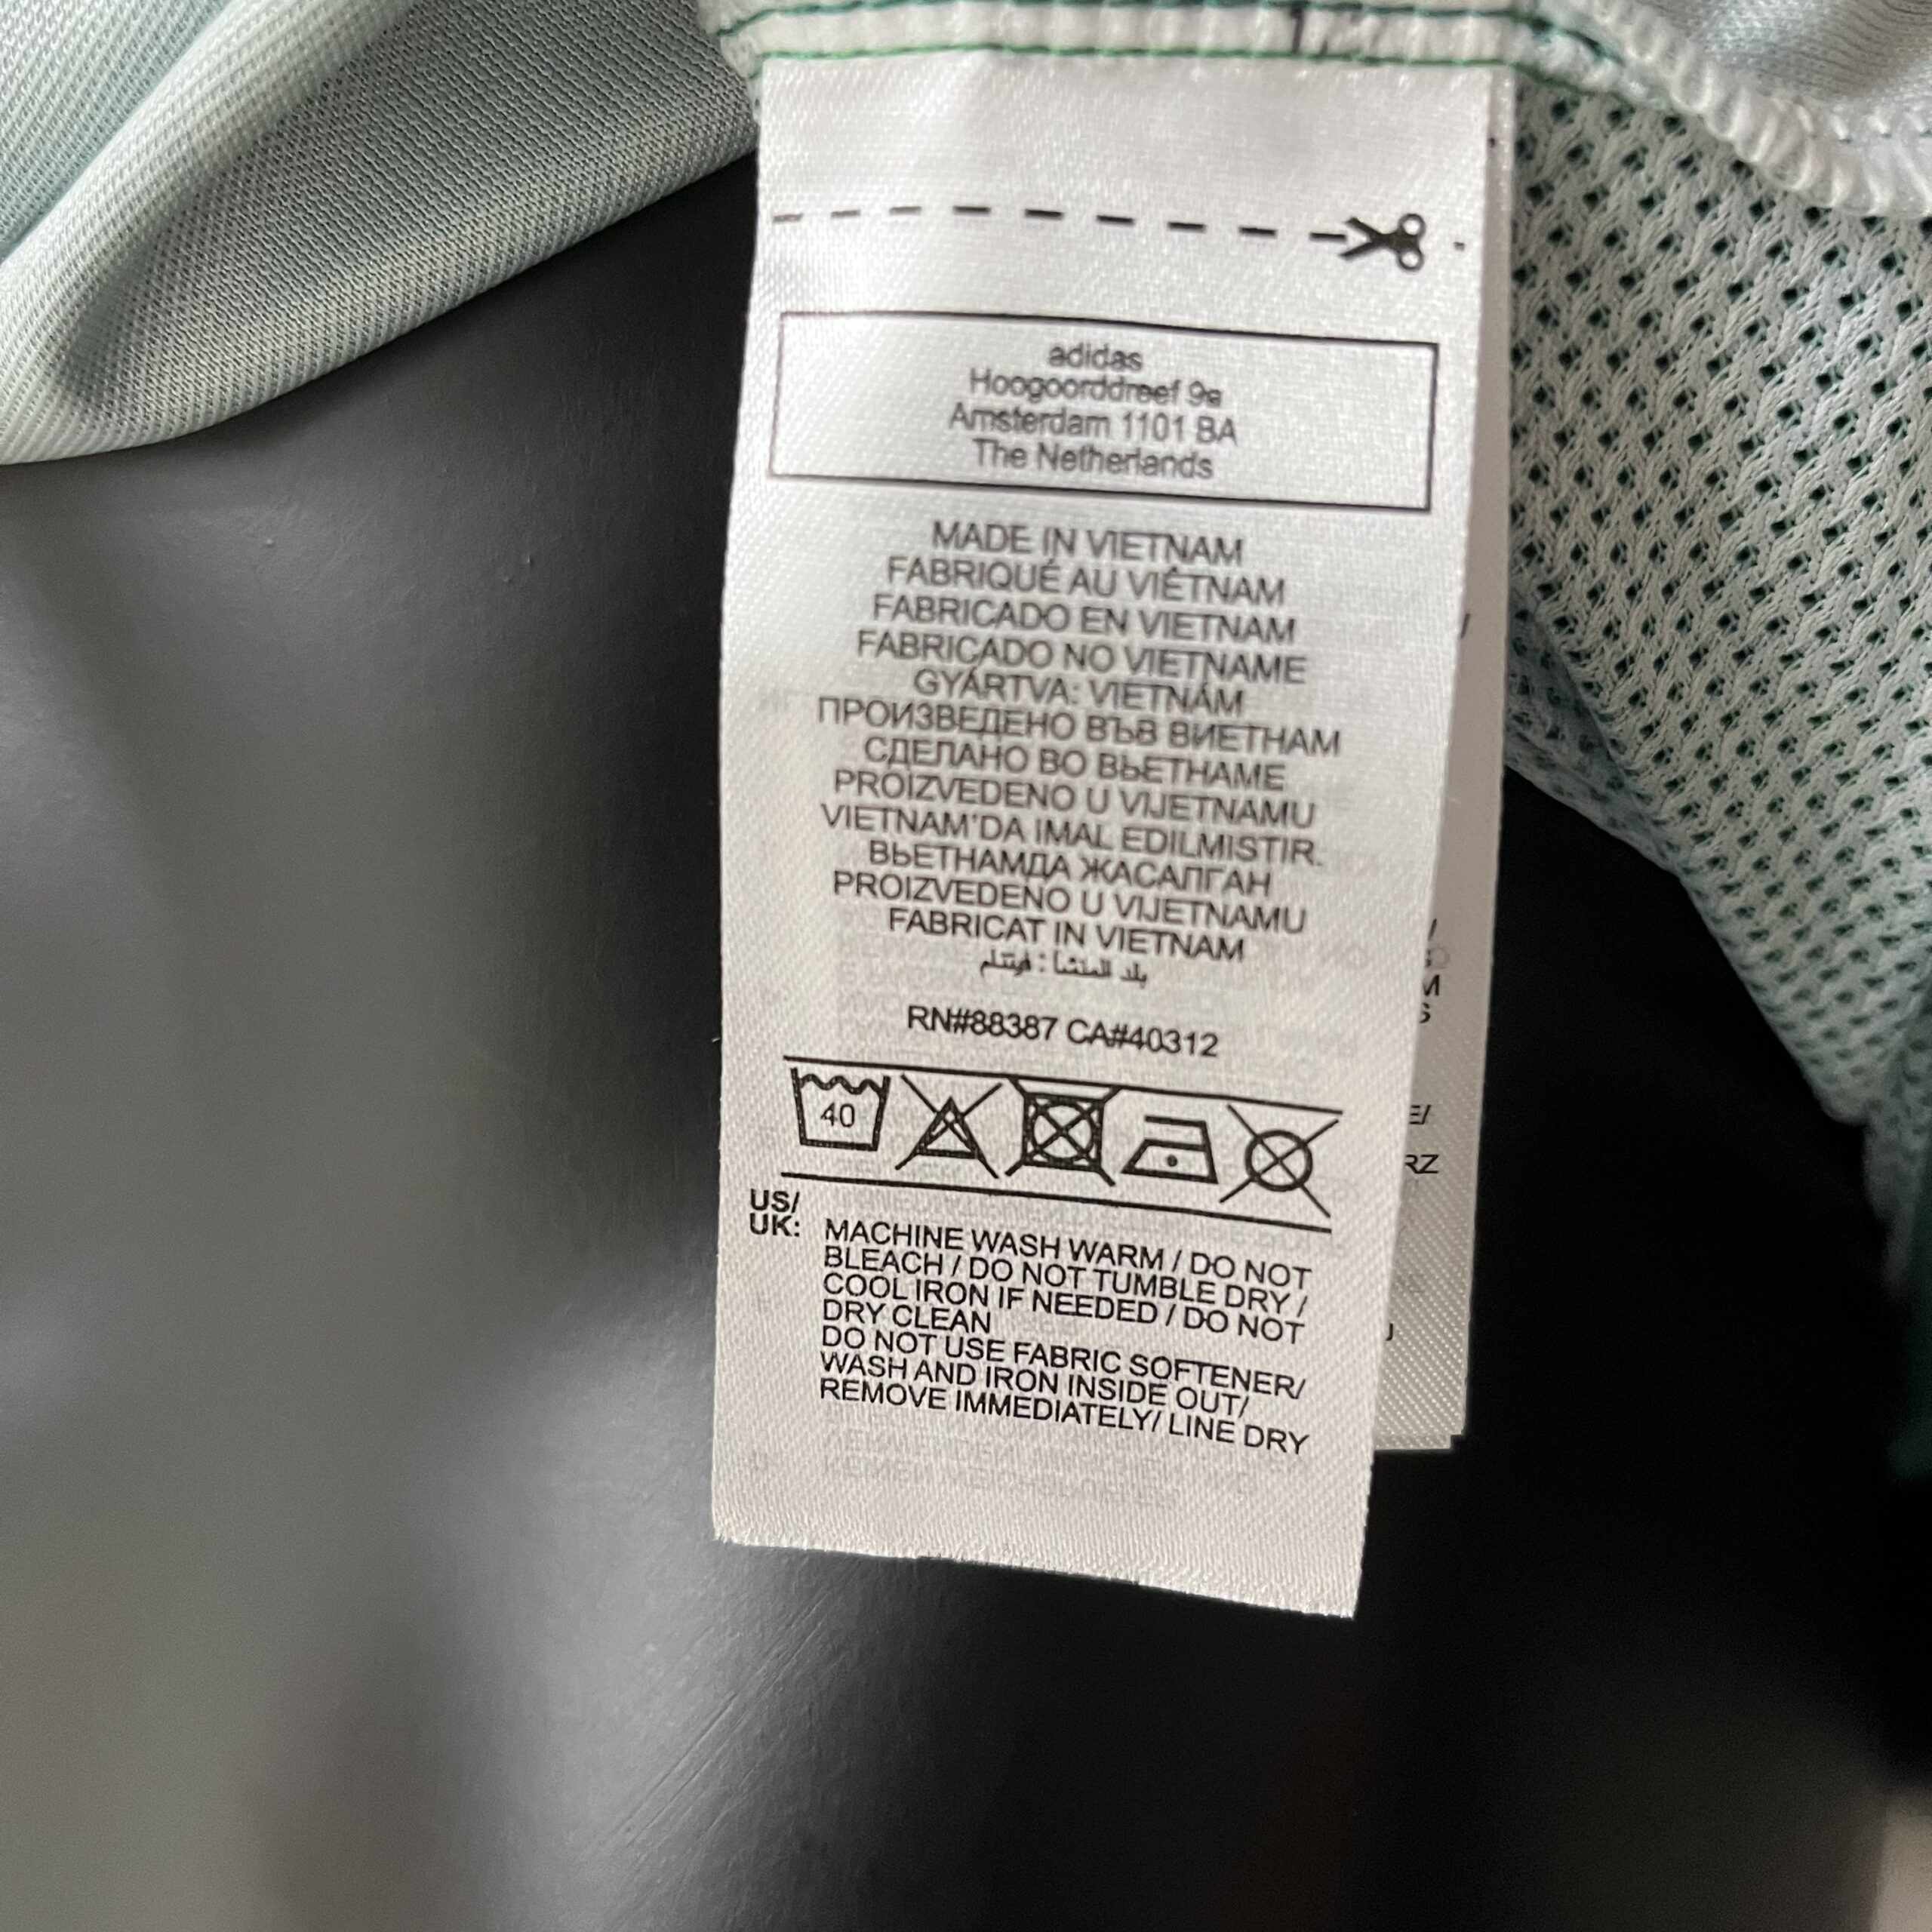 adidas
Hoogoorddreef 9a
Amsterdam 1101 BA
The Netherlands
MADE IN VIETNAM
FABRIQUÉ AU VIÊTNAM
FABRICADO EN VIETNAM
FABRICADO NO VIETNAME
GYÁRTVA: VIETNÁM
ПРОИЗВЕДЕНО ВЪВ ВИЕТНАМ
СДЕЛАНО ВО ВЬЕТНАМЕ
PROIZVEDENO U VIJETNAMU
VIETNAM'DA IMAL EDILMISTIR.
ВЬЕТНАМДА ЖАСАЛҒАН
PROIZVEDENO U VIJETNAMU
FABRICAT IN VIETNAM
بلد المنشأ : فيتنام
RN#88387 CA#40312
40
US/
UK: MACHINE WASH WARM / DO NOT
BLEACH / DO NOT TUMBLE DRY /
COOL IRON IF NEEDED / DO NOT
DRY CLEAN
DO NOT USE FABRIC SOFTENER/
WASH AND IRON INSIDE OUT/
REMOVE IMMEDIATELY/ LINE DRY